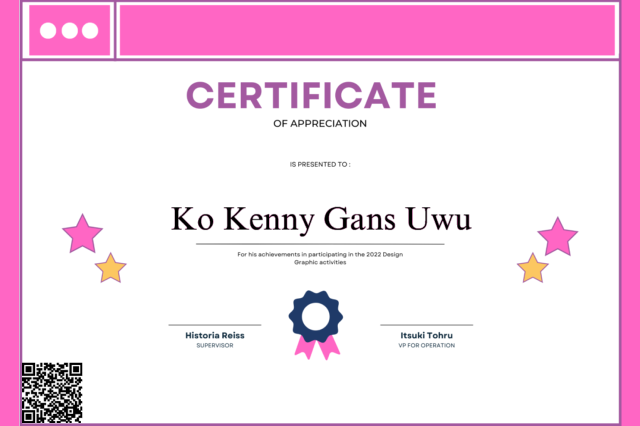 CERTIFICATE
OF APPRECIATION
IS PRESENTED TO :
Ko Kenny Gans Uwu
For his achievements in participating in the 2022 Design
Graphic activities
Historia Reiss
SUPERVISOR
Itsuki Tohru
VP FOR OPERATION